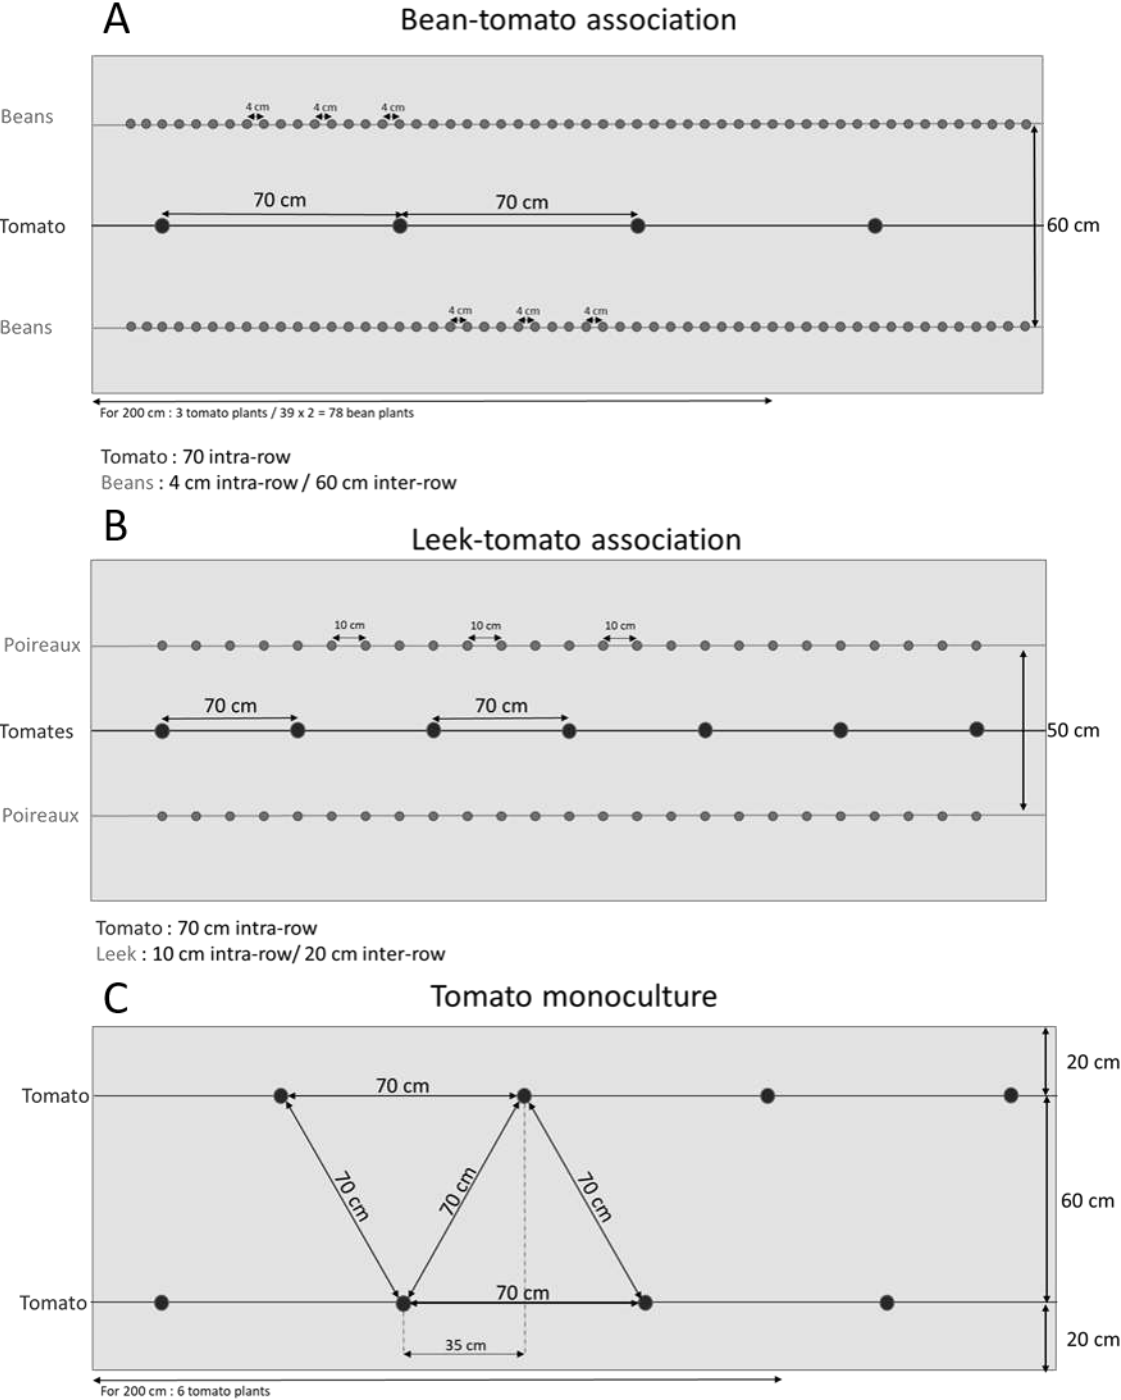 A
Bean-tomato association
Beans
4 cm 4 cm 4 cm
70 cm 70 cm
Tomato
60 cm
4 cm 4 cm 4 cm
Beans
For 200 cm : 3 tomato plants / 39 x 2 = 78 bean plants
Tomato : 70 intra-row
Beans : 4 cm intra-row / 60 cm inter-row
B
Leek-tomato association
10 cm 10 cm 10 cm
Poireaux
70 cm 70 cm
Tomates
50 cm
Poireaux
Tomato : 70 cm intra-row
Leek : 10 cm intra-row/ 20 cm inter-row
C
Tomato monoculture
20 cm
70 cm
Tomato
70 cm 70 cm 70 cm
60 cm
70 cm
Tomato
35 cm
20 cm
For 200 cm : 6 tomato plants